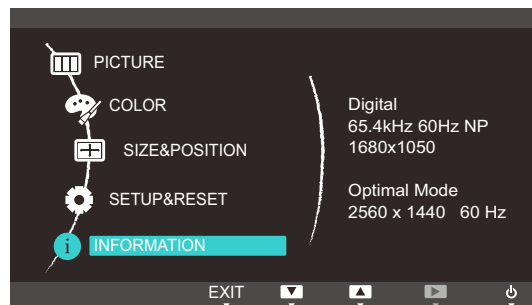 PICTURE
COLOR
SIZE&POSITION
SETUP&RESET
i INFORMATION
Digital
65.4kHz 60Hz NP
1680x1050
Optimal Mode
2560 x 1440 60 Hz
EXIT